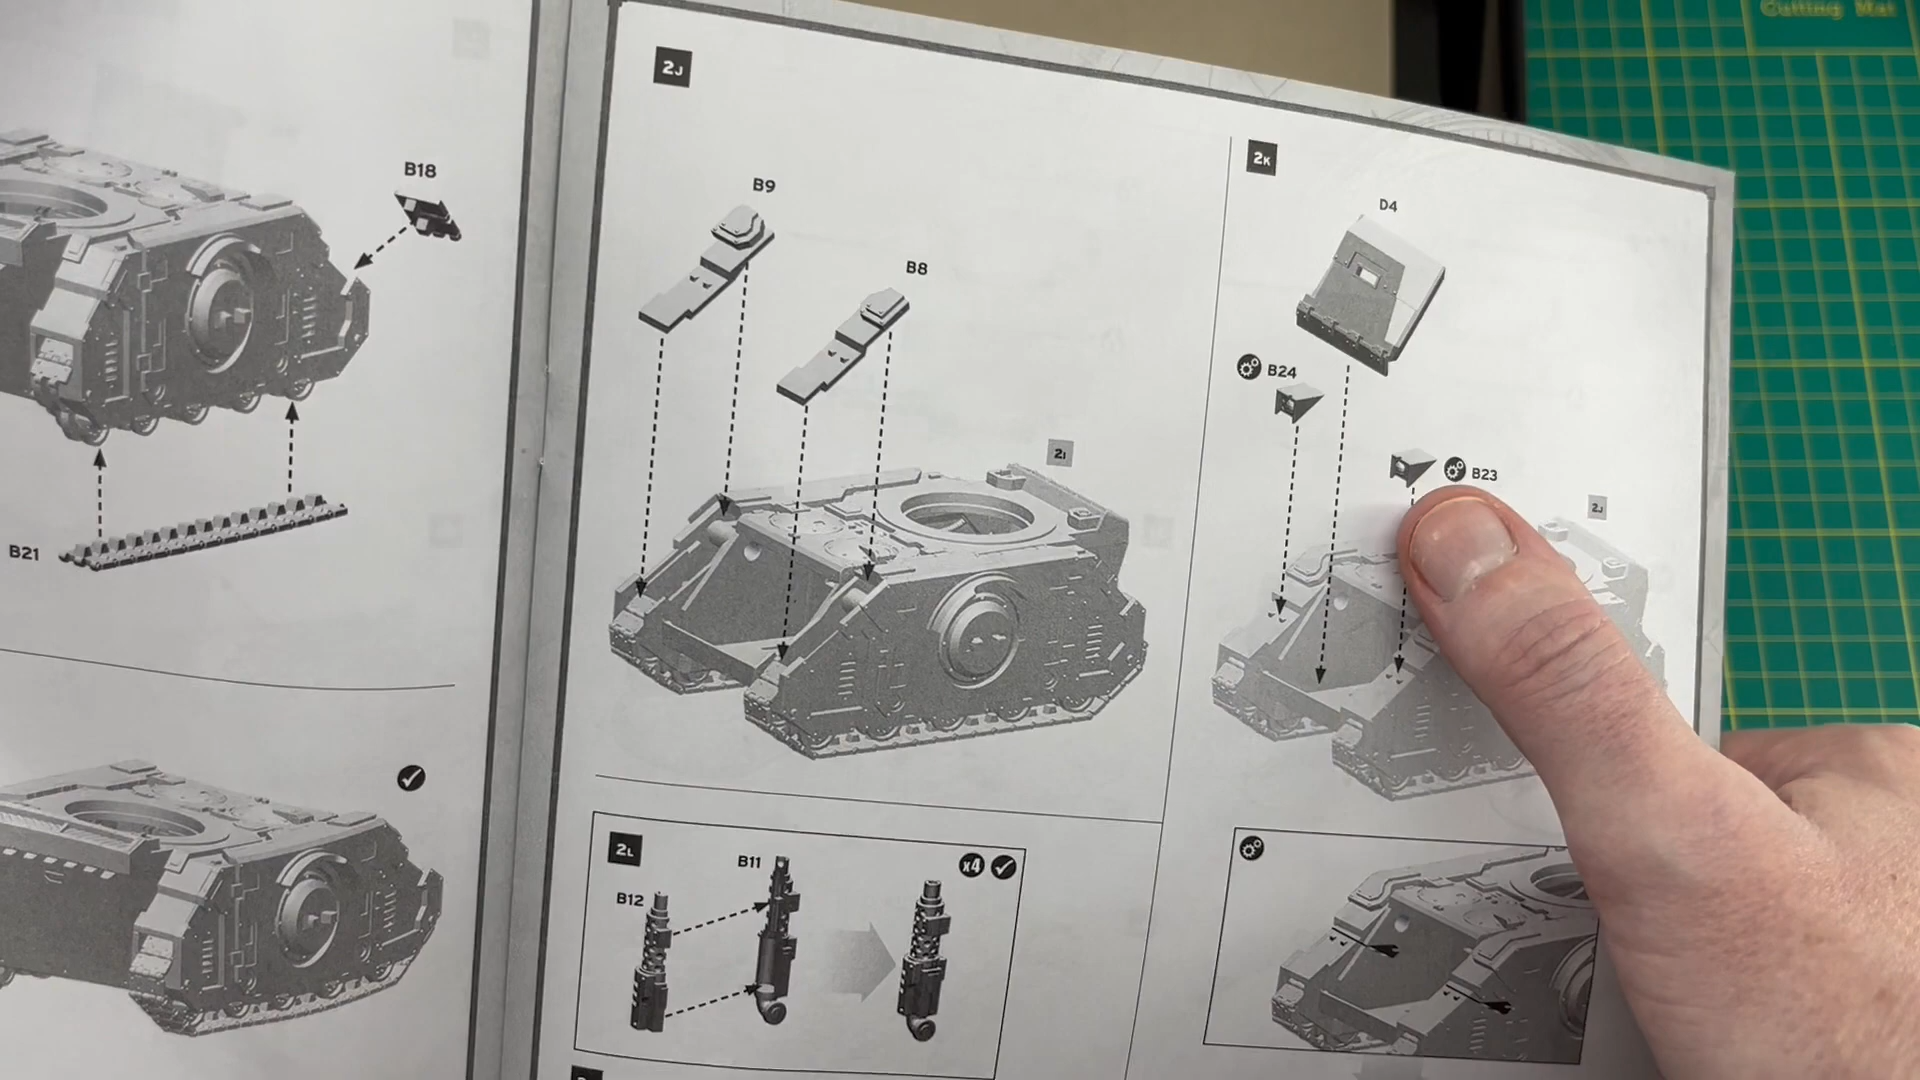 Cutting Mat
B18
B21
2J
B9
B8
2I
2K
D4
B24
B23
2J
2L
B11
B12
x4